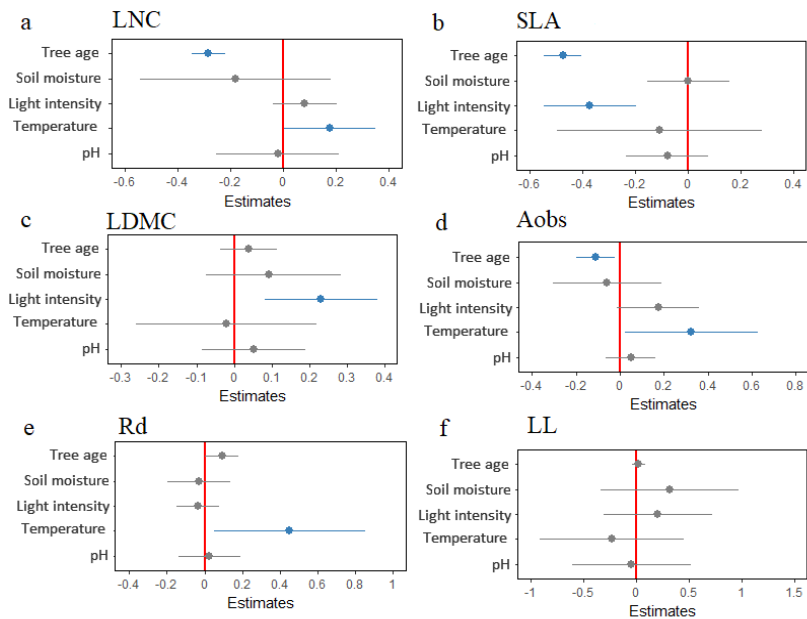 a LNC
Tree age
Soil moisture
Light intensity
Temperature
pH
-0.6 -0.4 -0.2 0 0.2 0.4
Estimates
b SLA
Tree age
Soil moisture
Light intensity
Temperature
pH
-0.6 -0.4 -0.2 0 0.2 0.4
Estimates
c LDMC
Tree age
Soil moisture
Light intensity
Temperature
pH
-0.3 -0.2 -0.1 0 0.1 0.2 0.3 0.4
Estimates
d Aobs
Tree age
Soil moisture
Light intensity
Temperature
pH
-0.4 -0.2 0 0.2 0.4 0.6 0.8
Estimates
e Rd
Tree age
Soil moisture
Light intensity
Temperature
pH
-0.4 -0.2 0 0.2 0.4 0.6 0.8 1
Estimates
f LL
Tree age
Soil moisture
Light intensity
Temperature
pH
-1 -0.5 0 0.5 1 1.5
Estimates